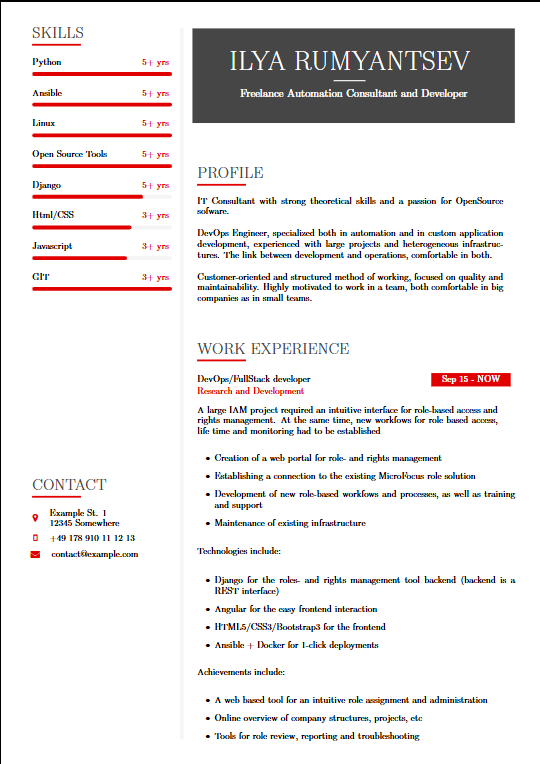 SKILLS
Python 5+ yrs
Ansible 5+ yrs
Linux 5+ yrs
Open Source Tools 5+ yrs
Django 5+ yrs
Html/CSS 3+ yrs
Javascript 3+ yrs
GIT 3+ yrs
CONTACT
Example St. 1
12345 Somewhere
+49 178 910 11 12 13
contact@example.com
ILYA RUMYANTSEV
Freelance Automation Consultant and Developer
PROFILE
IT Consultant with strong theoretical skills and a passion for OpenSource
sofware.
DevOps Engineer, specialized both in automation and in custom application
development, experienced with large projects and heterogeneous infrastruc-
tures. The link between development and operations, comfortable in both.
Customer-oriented and structured method of working, focused on quality and
maintainability. Highly motivated to work in a team, both comfortable in big
companies as in small teams.
WORK EXPERIENCE
DevOps/FullStack developer Sep 15 - NOW
Research and Development
A large IAM project required an intuitive interface for role-based access and
rights management. At the same time, new workflows for role based access,
life time and monitoring had to be established
• Creation of a web portal for role- and rights management
• Establishing a connection to the existing MicroFocus role solution
• Development of new role-based workfows and processes, as well as training
and support
• Maintenance of existing infrastructure
Technologies include:
• Django for the roles- and rights management tool backend (backend is a
REST interface)
• Angular for the easy frontend interaction
• HTML5/CSS3/Bootstrap3 for the frontend
• Ansible + Docker for 1-click deployments
Achievements include:
• A web based tool for an intuitive role assignment and administration
• Online overview of company structures, projects, etc
• Tools for role review, reporting and troubleshooting